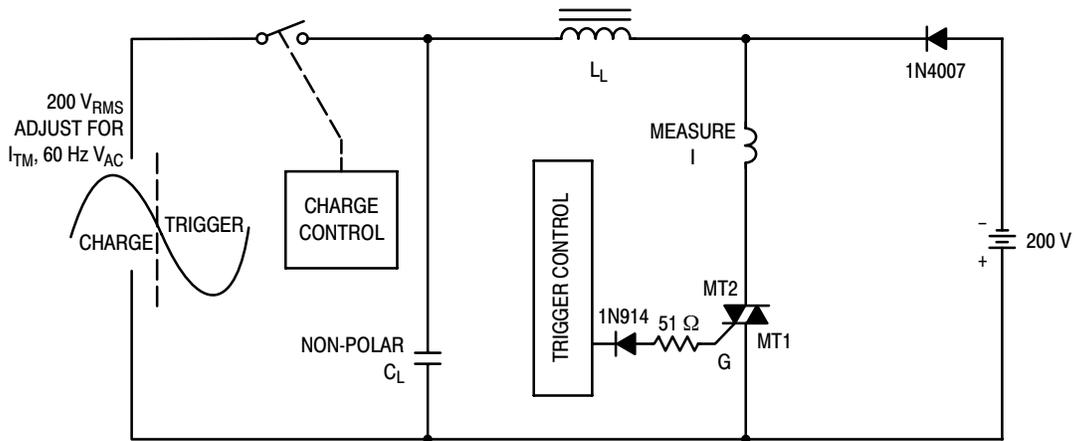 L_L
1N4007
200 V_RMS
ADJUST FOR
I_TM, 60 Hz V_AC
MEASURE
I
CHARGE
CONTROL
TRIGGER
CHARGE
TRIGGER CONTROL
–
+
200 V
MT2
1N914
51 Ω
MT1
G
NON-POLAR
C_L